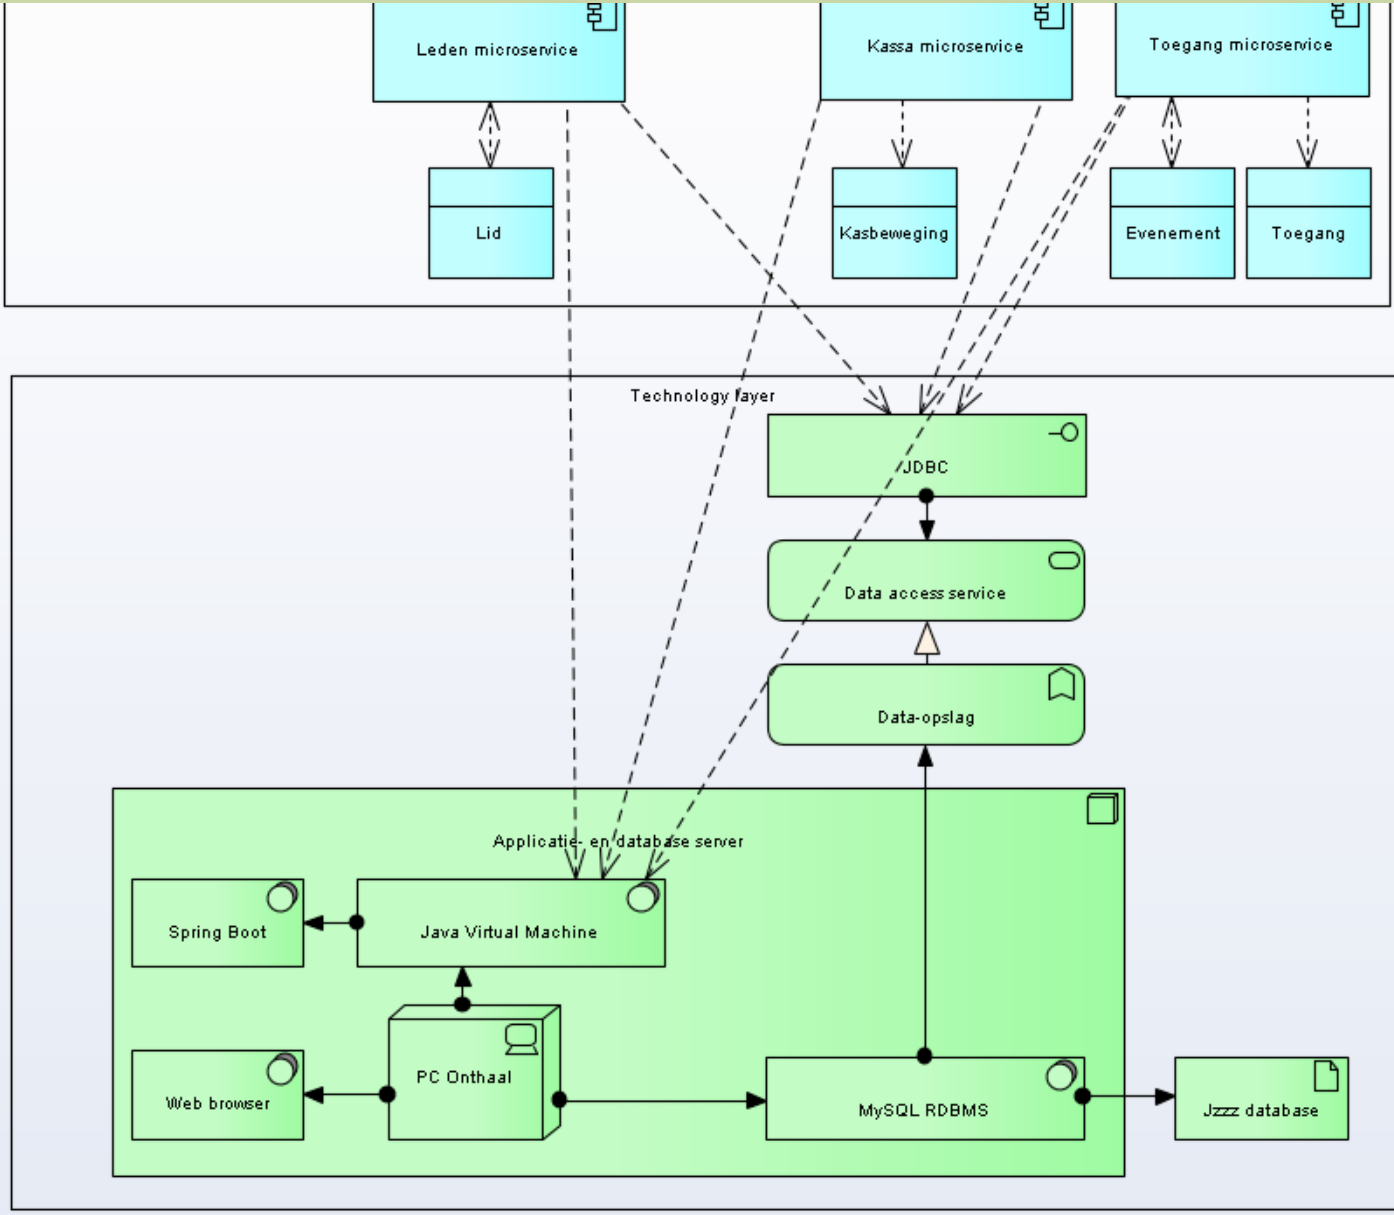 Leden microservice
Kassa microservice
Toegang microservice
Lid
Kasbeweging
Evenement
Toegang
Technology layer
JDBC
Data access service
Data-opslag
Applicatie- en database server
Spring Boot
Java Virtual Machine
PC Onthaal
Web browser
MySQL RDBMS
Jzzz database